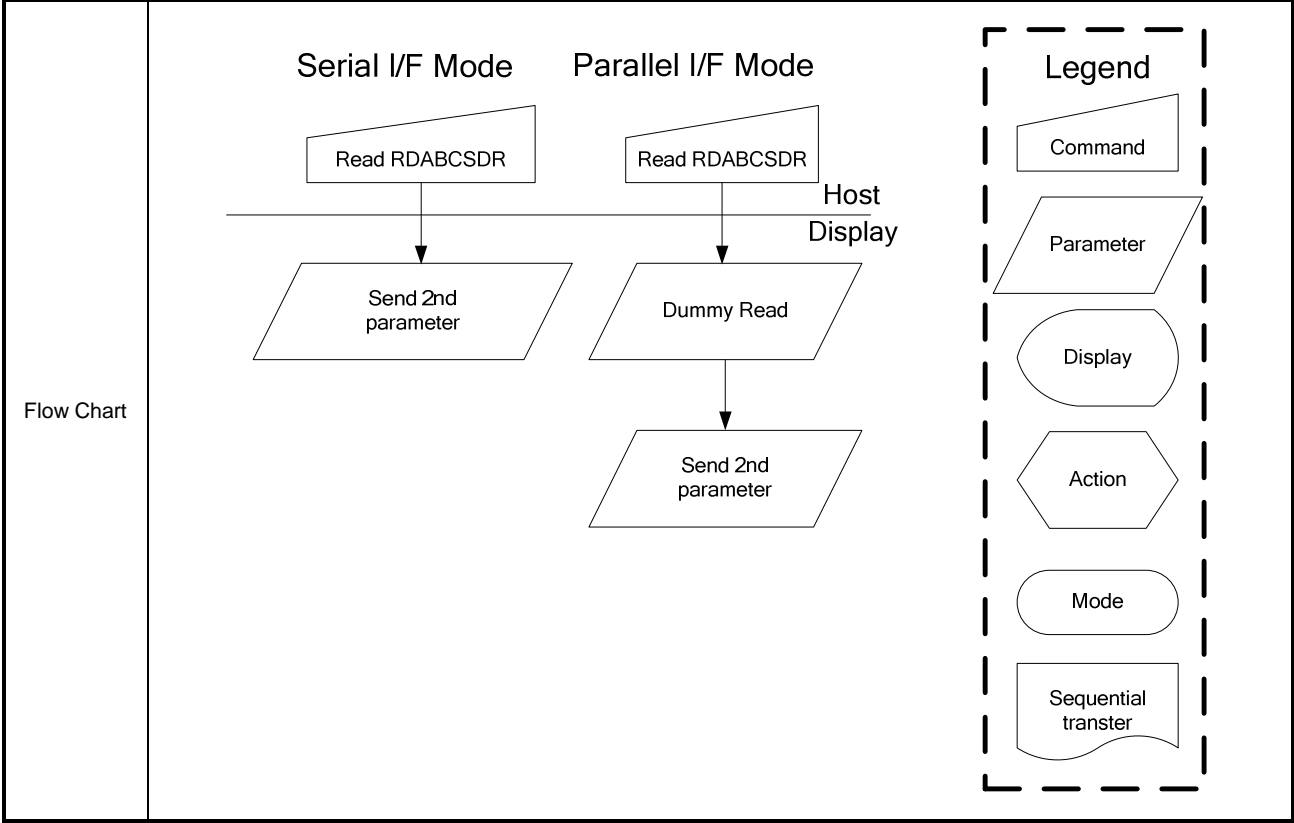 Flow Chart
Serial I/F Mode
Parallel I/F Mode
Read RDABCSDR
Read RDABCSDR
Host
Display
Send 2nd
parameter
Dummy Read
Send 2nd
parameter
Legend
Command
Parameter
Display
Action
Mode
Sequential
transter